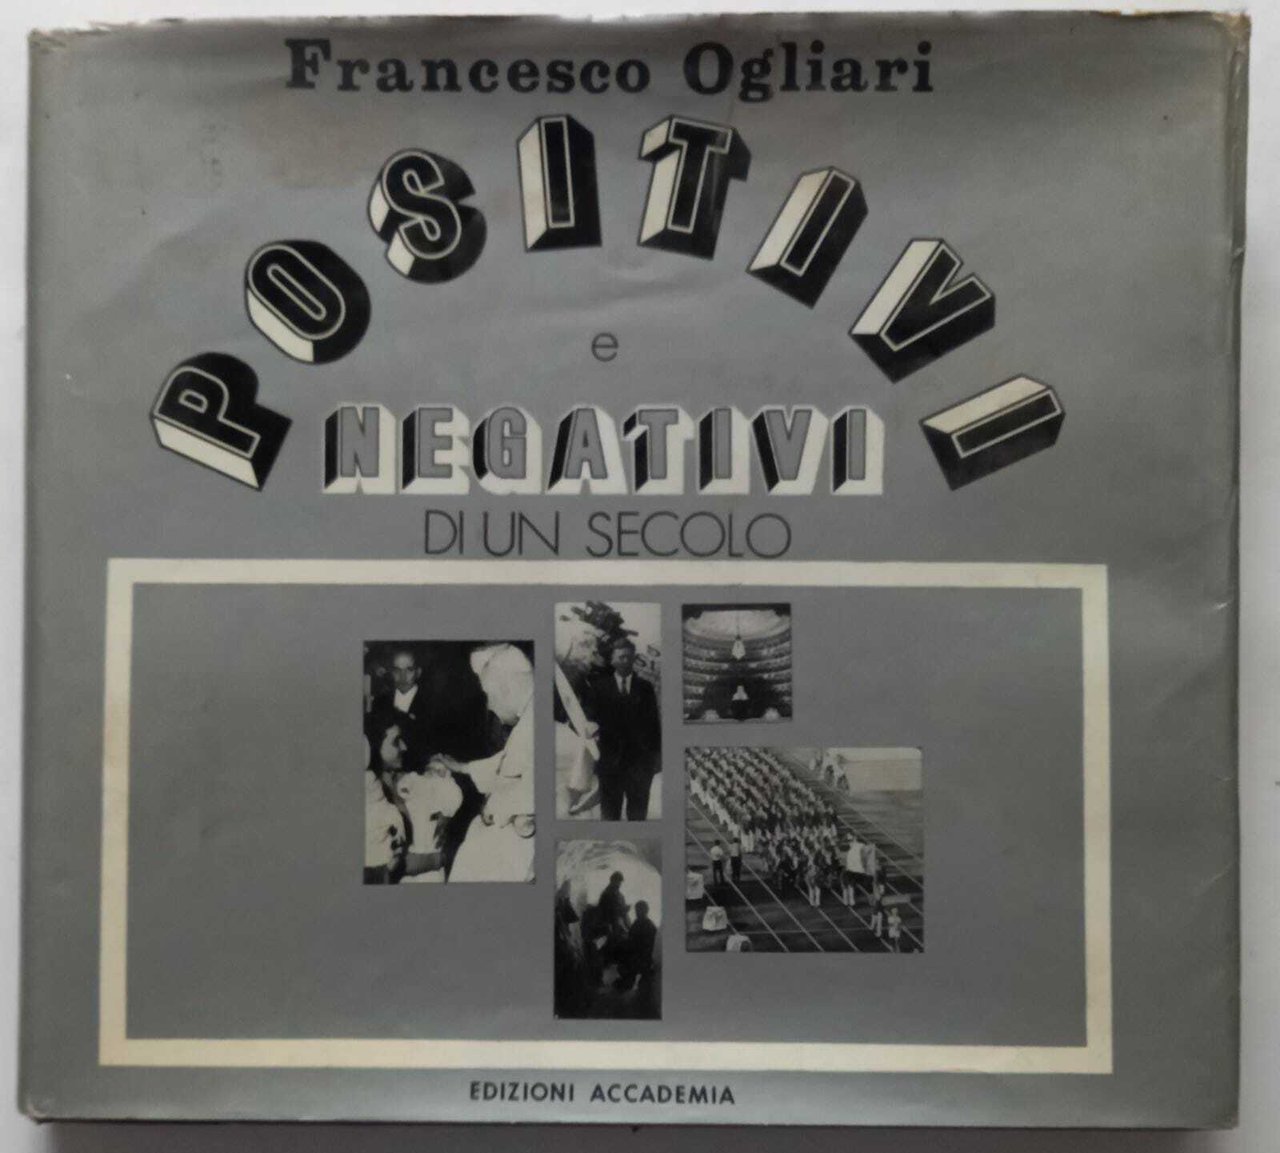 Francesco Ogliari
POSITIVI
e
NEGATIVI
DI UN SECOLO
EDIZIONI ACCADEMIA